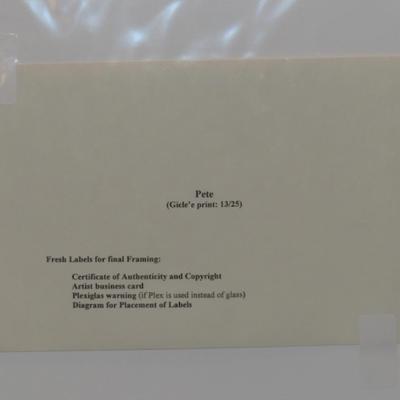 Pete
(Gicle'e print: 13/25)
Fresh Labels for final Framing:
Certificate of Authenticity and Copyright
Artist business card
Plexiglas warning (if Plex is used instead of glass)
Diagram for Placement of Labels